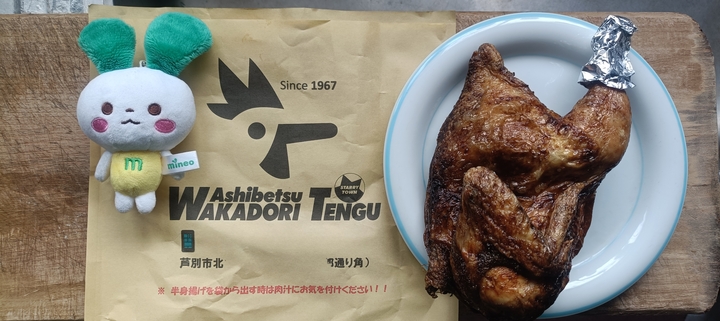 Since 1967
STARRY
TOWN
Ashibetsu
WAKADORI TENGU
芦別市北
通り角）
※ 半身揚げを袋から出す時は肉汁にお気を付けください！！
m
mineo